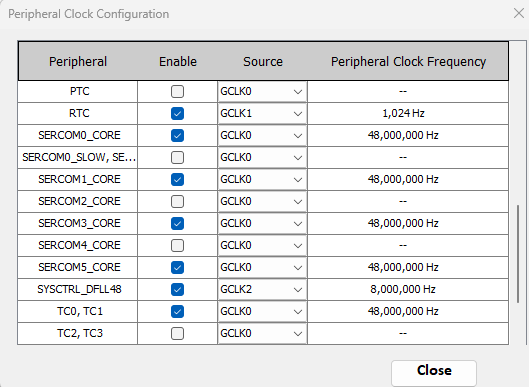 Peripheral Clock Configuration
Peripheral Enable Source Peripheral Clock Frequency
PTC GCLK0 --
RTC GCLK1 1,024 Hz
SERCOM0_CORE GCLK0 48,000,000 Hz
SERCOM0_SLOW, SE... GCLK0 --
SERCOM1_CORE GCLK0 48,000,000 Hz
SERCOM2_CORE GCLK0 --
SERCOM3_CORE GCLK0 48,000,000 Hz
SERCOM4_CORE GCLK0 --
SERCOM5_CORE GCLK0 48,000,000 Hz
SYSCTRL_DFLL48 GCLK2 8,000,000 Hz
TC0, TC1 GCLK0 48,000,000 Hz
TC2, TC3 GCLK0 --
Close